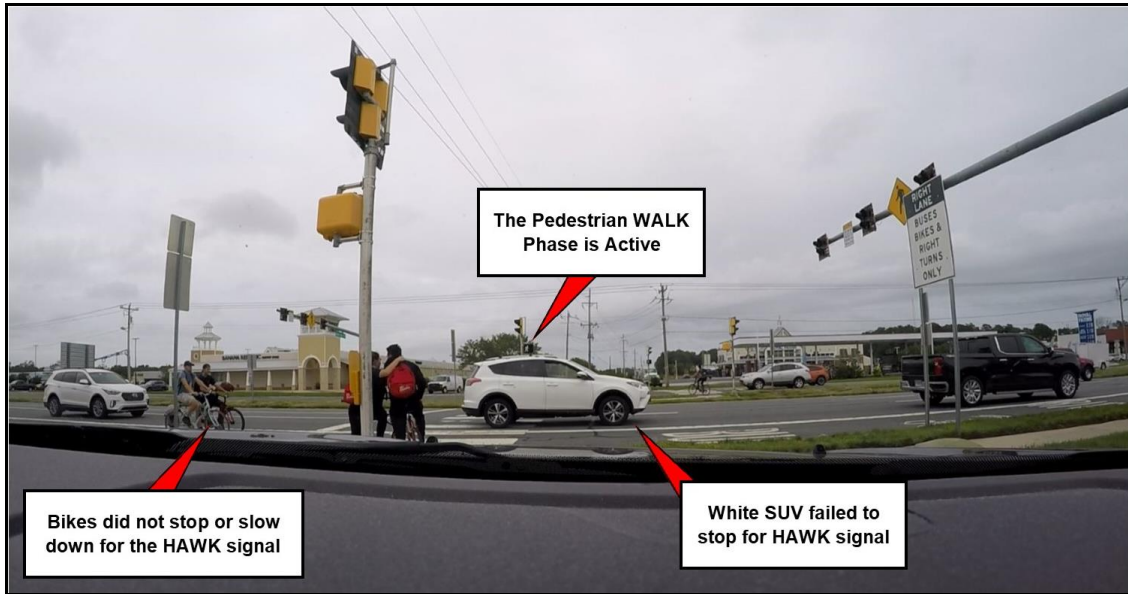 The Pedestrian WALK
Phase is Active
RIGHT
LANE
BUSES
BIKES &
RIGHT
TURNS
ONLY
Bikes did not stop or slow
down for the HAWK signal
White SUV failed to
stop for HAWK signal